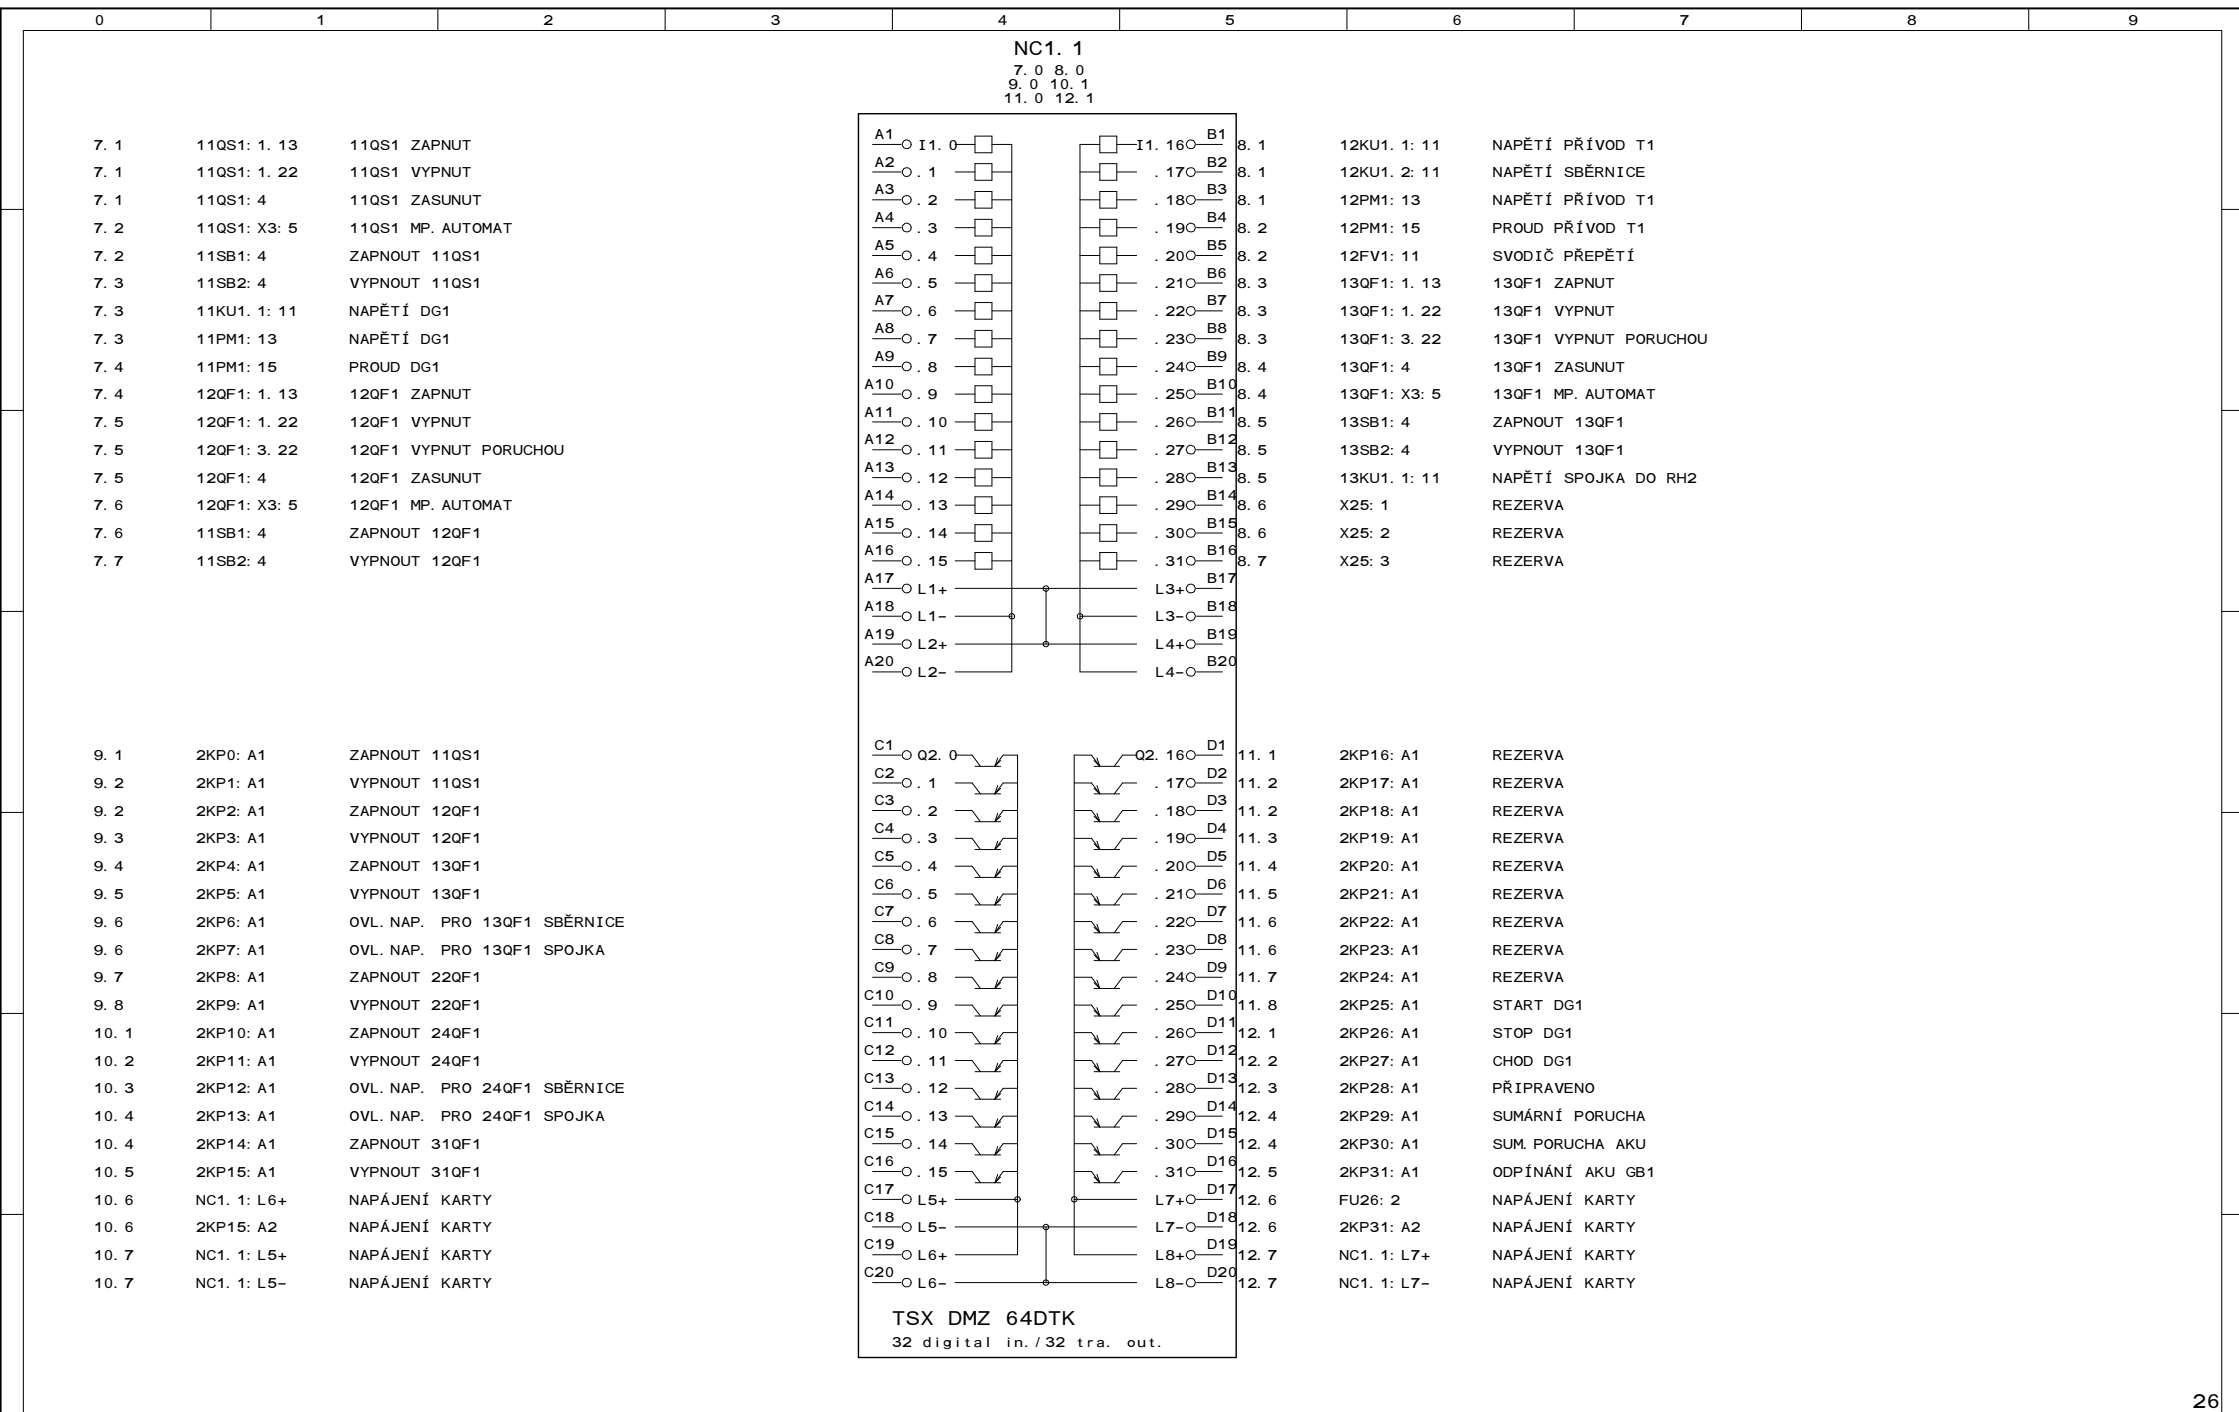 0 1 2 3 4 5 6 7 8 9
NC1. 1
7. 0 8. 0
9. 0 10. 1
11. 0 12. 1
7. 1 11QS1: 1. 13 11QS1 ZAPNUT A1 I1. 0 I1. 16 B1 8. 1 12KU1. 1: 11 NAPĚTÍ PŘÍVOD T1
7. 1 11QS1: 1. 22 11QS1 VYPNUT A2 . 1 . 17 B2 8. 1 12KU1. 2: 11 NAPĚTÍ SBĚRNICE
7. 1 11QS1: 4 11QS1 ZASUNUT A3 . 2 . 18 B3 8. 1 12PM1: 13 NAPĚTÍ PŘÍVOD T1
7. 2 11QS1: X3: 5 11QS1 MP. AUTOMAT A4 . 3 . 19 B4 8. 2 12PM1: 15 PROUD PŘÍVOD T1
7. 2 11SB1: 4 ZAPNOUT 11QS1 A5 . 4 . 20 B5 8. 2 12FV1: 11 SVODIČ PŘEPĚTÍ
7. 3 11SB2: 4 VYPNOUT 11QS1 A6 . 5 . 21 B6 8. 3 13QF1: 1. 13 13QF1 ZAPNUT
7. 3 11KU1. 1: 11 NAPĚTÍ DG1 A7 . 6 . 22 B7 8. 3 13QF1: 1. 22 13QF1 VYPNUT
7. 3 11PM1: 13 NAPĚTÍ DG1 A8 . 7 . 23 B8 8. 3 13QF1: 3. 22 13QF1 VYPNUT PORUCHOU
7. 4 11PM1: 15 PROUD DG1 A9 . 8 . 24 B9 8. 4 13QF1: 4 13QF1 ZASUNUT
7. 4 12QF1: 1. 13 12QF1 ZAPNUT A10 . 9 . 25 B10 8. 4 13QF1: X3: 5 13QF1 MP. AUTOMAT
7. 5 12QF1: 1. 22 12QF1 VYPNUT A11 . 10 . 26 B11 8. 5 13SB1: 4 ZAPNOUT 13QF1
7. 5 12QF1: 3. 22 12QF1 VYPNUT PORUCHOU A12 . 11 . 27 B12 8. 5 13SB2: 4 VYPNOUT 13QF1
7. 5 12QF1: 4 12QF1 ZASUNUT A13 . 12 . 28 B13 8. 5 13KU1. 1: 11 NAPĚTÍ SPOJKA DO RH2
7. 6 12QF1: X3: 5 12QF1 MP. AUTOMAT A14 . 13 . 29 B14 8. 6 X25: 1 REZERVA
7. 6 11SB1: 4 ZAPNOUT 12QF1 A15 . 14 . 30 B15 8. 6 X25: 2 REZERVA
7. 7 11SB2: 4 VYPNOUT 12QF1 A16 . 15 . 31 B16 8. 7 X25: 3 REZERVA
A17 L1+ L3+ B17
A18 L1- L3- B18
A19 L2+ L4+ B19
A20 L2- L4- B20
9. 1 2KP0: A1 ZAPNOUT 11QS1 C1 Q2. 0 Q2. 16 D1 11. 1 2KP16: A1 REZERVA
9. 2 2KP1: A1 VYPNOUT 11QS1 C2 . 1 . 17 D2 11. 2 2KP17: A1 REZERVA
9. 2 2KP2: A1 ZAPNOUT 12QF1 C3 . 2 . 18 D3 11. 2 2KP18: A1 REZERVA
9. 3 2KP3: A1 VYPNOUT 12QF1 C4 . 3 . 19 D4 11. 3 2KP19: A1 REZERVA
9. 4 2KP4: A1 ZAPNOUT 13QF1 C5 . 4 . 20 D5 11. 4 2KP20: A1 REZERVA
9. 5 2KP5: A1 VYPNOUT 13QF1 C6 . 5 . 21 D6 11. 5 2KP21: A1 REZERVA
9. 6 2KP6: A1 OVL. NAP. PRO 13QF1 SBĚRNICE C7 . 6 . 22 D7 11. 6 2KP22: A1 REZERVA
9. 6 2KP7: A1 OVL. NAP. PRO 13QF1 SPOJKA C8 . 7 . 23 D8 11. 6 2KP23: A1 REZERVA
9. 7 2KP8: A1 ZAPNOUT 22QF1 C9 . 8 . 24 D9 11. 7 2KP24: A1 REZERVA
9. 8 2KP9: A1 VYPNOUT 22QF1 C10 . 9 . 25 D10 11. 8 2KP25: A1 START DG1
10. 1 2KP10: A1 ZAPNOUT 24QF1 C11 . 10 . 26 D11 12. 1 2KP26: A1 STOP DG1
10. 2 2KP11: A1 VYPNOUT 24QF1 C12 . 11 . 27 D12 12. 2 2KP27: A1 CHOD DG1
10. 3 2KP12: A1 OVL. NAP. PRO 24QF1 SBĚRNICE C13 . 12 . 28 D13 12. 3 2KP28: A1 PŘIPRAVENO
10. 4 2KP13: A1 OVL. NAP. PRO 24QF1 SPOJKA C14 . 13 . 29 D14 12. 4 2KP29: A1 SUMÁRNÍ PORUCHA
10. 4 2KP14: A1 ZAPNOUT 31QF1 C15 . 14 . 30 D15 12. 4 2KP30: A1 SUM. PORUCHA AKU
10. 5 2KP15: A1 VYPNOUT 31QF1 C16 . 15 . 31 D16 12. 5 2KP31: A1 ODPÍNÁNÍ AKU GB1
10. 6 NC1. 1: L6+ NAPÁJENÍ KARTY C17 L5+ L7+ D17 12. 6 FU26: 2 NAPÁJENÍ KARTY
10. 6 2KP15: A2 NAPÁJENÍ KARTY C18 L5- L7- D18 12. 6 2KP31: A2 NAPÁJENÍ KARTY
10. 7 NC1. 1: L5+ NAPÁJENÍ KARTY C19 L6+ L8+ D19 12. 7 NC1. 1: L7+ NAPÁJENÍ KARTY
10. 7 NC1. 1: L5- NAPÁJENÍ KARTY C20 L6- L8- D20 12. 7 NC1. 1: L7- NAPÁJENÍ KARTY
TSX DMZ 64DTK
32 digital in. / 32 tra. out.
26